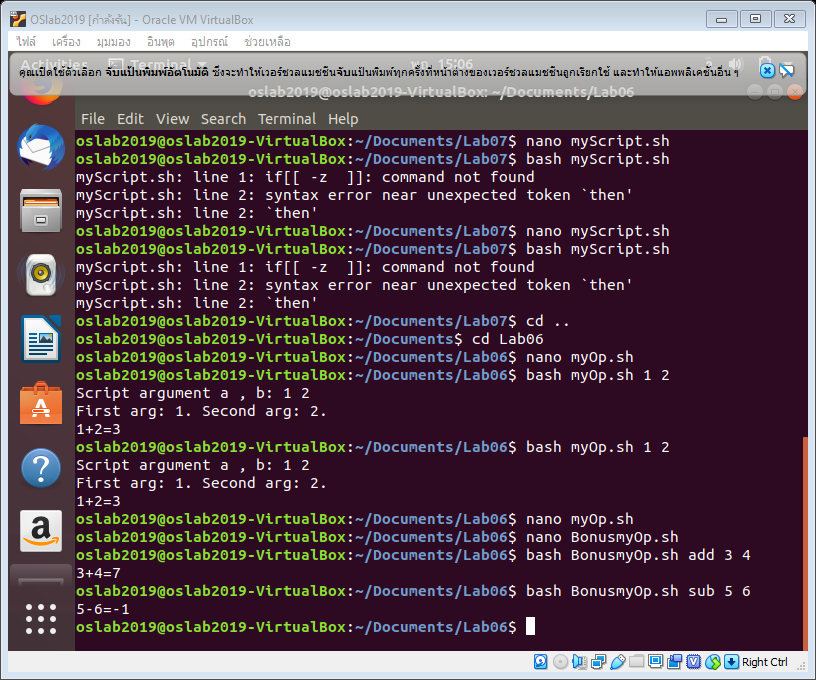 OSlab2019 [กำลังรัน] - Oracle VM VirtualBox
ไฟล์ เครื่อง มุมมอง อินพุต อุปกรณ์ ช่วยเหลือ
Activities Terminal พฤ. 15:06
คุณเปิดใช้ตัวเลือก จับแป้นพิมพ์อัตโนมัติ ซึ่งจะทำให้เวอร์ชวลแมชชีนจับแป้นพิมพ์ทุกครั้งที่หน้าต่างของเวอร์ชวลแมชชีนถูกเรียกใช้ และทำให้แอพพลิเคชันอื่น ๆ
oslab2019@oslab2019-VirtualBox: ~/Documents/Lab06
File Edit View Search Terminal Help
oslab2019@oslab2019-VirtualBox:~/Documents/Lab07$ nano myScript.sh
oslab2019@oslab2019-VirtualBox:~/Documents/Lab07$ bash myScript.sh
myScript.sh: line 1: if[[ -z  ]]: command not found
myScript.sh: line 2: syntax error near unexpected token `then'
myScript.sh: line 2: `then'
oslab2019@oslab2019-VirtualBox:~/Documents/Lab07$ nano myScript.sh
oslab2019@oslab2019-VirtualBox:~/Documents/Lab07$ bash myScript.sh
myScript.sh: line 1: if[[ -z  ]]: command not found
myScript.sh: line 2: syntax error near unexpected token `then'
myScript.sh: line 2: `then'
oslab2019@oslab2019-VirtualBox:~/Documents/Lab07$ cd ..
oslab2019@oslab2019-VirtualBox:~/Documents$ cd Lab06
oslab2019@oslab2019-VirtualBox:~/Documents/Lab06$ nano myOp.sh
oslab2019@oslab2019-VirtualBox:~/Documents/Lab06$ bash myOp.sh 1 2
Script argument a , b: 1 2
First arg: 1. Second arg: 2.
1+2=3
oslab2019@oslab2019-VirtualBox:~/Documents/Lab06$ bash myOp.sh 1 2
Script argument a , b: 1 2
First arg: 1. Second arg: 2.
1+2=3
oslab2019@oslab2019-VirtualBox:~/Documents/Lab06$ nano myOp.sh
oslab2019@oslab2019-VirtualBox:~/Documents/Lab06$ nano BonusmyOp.sh
oslab2019@oslab2019-VirtualBox:~/Documents/Lab06$ bash BonusmyOp.sh add 3 4
3+4=7
oslab2019@oslab2019-VirtualBox:~/Documents/Lab06$ bash BonusmyOp.sh sub 5 6
5-6=-1
oslab2019@oslab2019-VirtualBox:~/Documents/Lab06$
Right Ctrl